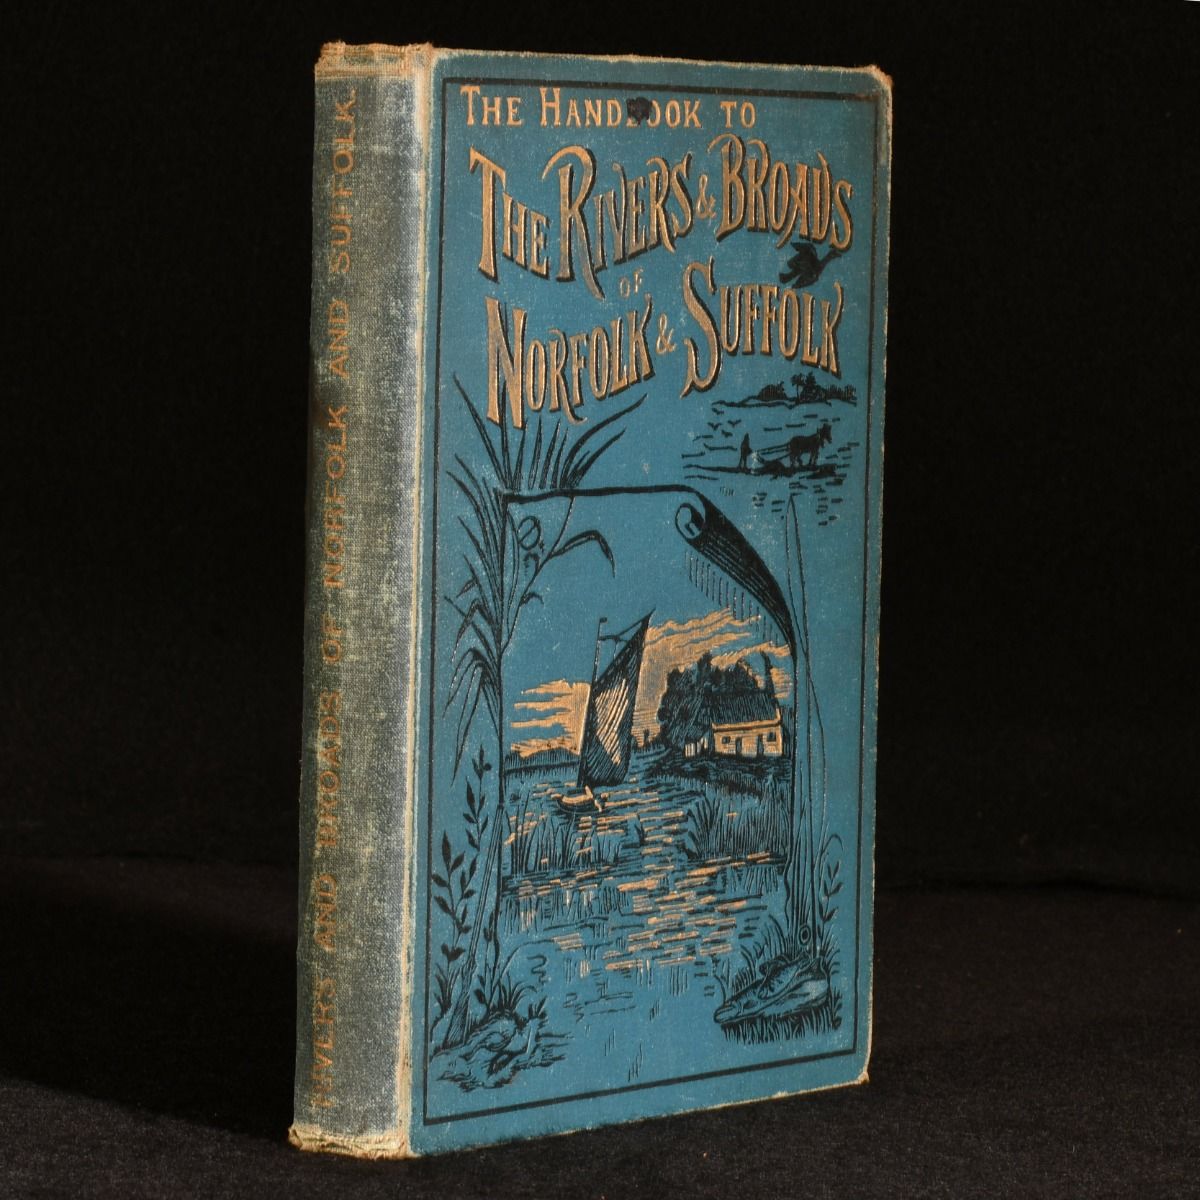 THE HANDBOOK TO
THE RIVERS & BROADS
OF
NORFOLK & SUFFOLK
RIVERS AND BROADS OF NORFOLK AND SUFFOLK.